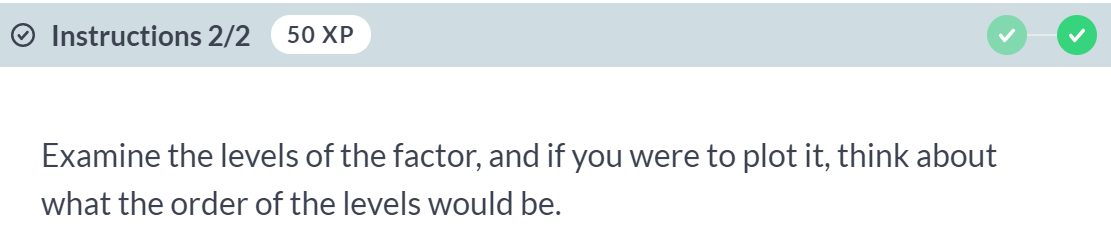 Instructions 2/2 50 XP
Examine the levels of the factor, and if you were to plot it, think about
what the order of the levels would be.